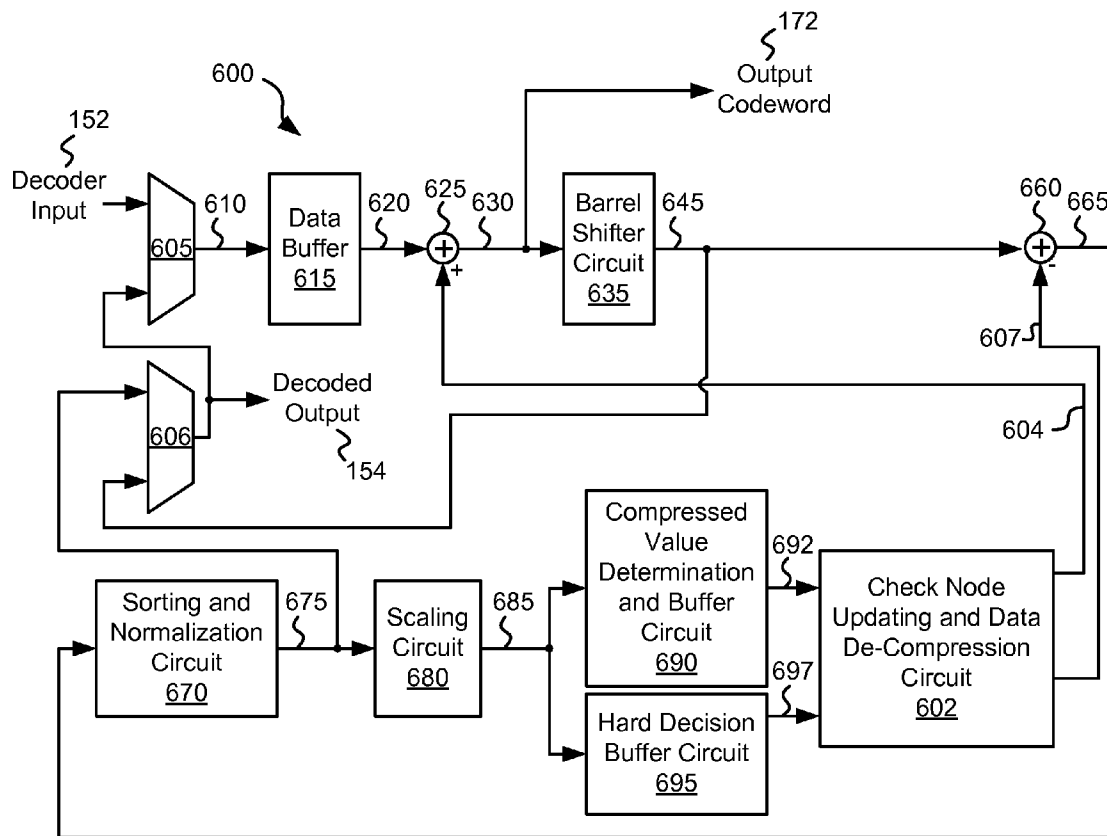 172
Output
Codeword
600
152
Decoder
Input
605
610
Data
Buffer
615
620
625
+
+
630
Barrel
Shifter
Circuit
635
645
660
+
-
665
607
606
Decoded
Output
154
604
Sorting and
Normalization
Circuit
670
675
Scaling
Circuit
680
685
Compressed
Value
Determination
and Buffer
Circuit
690
692
Hard Decision
Buffer Circuit
695
697
Check Node
Updating and Data
De-Compression
Circuit
602